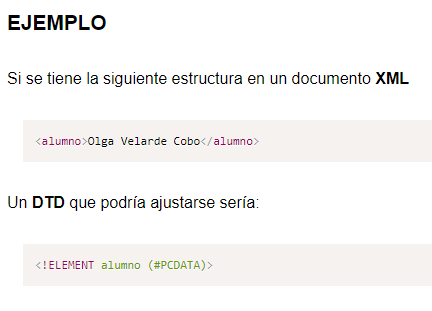 EJEMPLO
Si se tiene la siguiente estructura en un documento XML
<alumno>Olga Velarde Cobo</alumno>
Un DTD que podría ajustarse sería:
<!ELEMENT alumno (#PCDATA)>